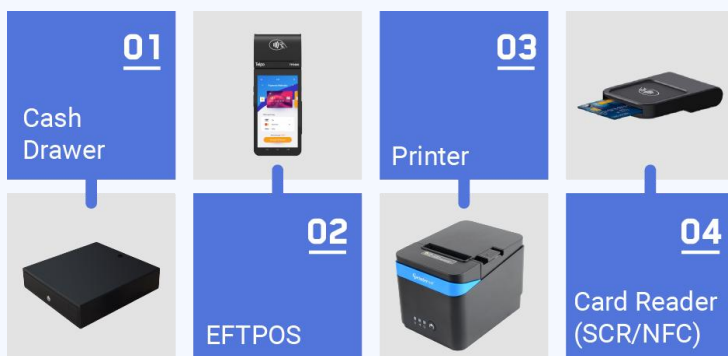 01
Cash
Drawer
02
EFTPOS
03
Printer
04
Card Reader
(SCR/NFC)